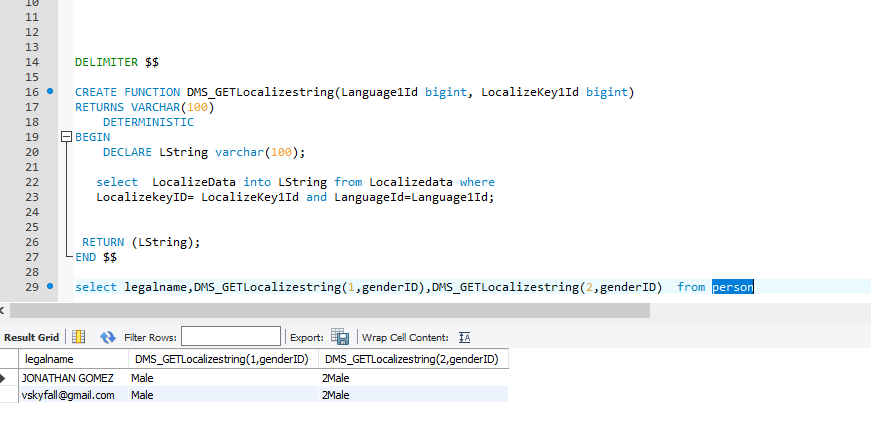 10
11
12
13
14 DELIMITER $$
15
16 CREATE FUNCTION DMS_GETLocalizestring(Language1Id bigint, LocalizeKey1Id bigint)
17 RETURNS VARCHAR(100)
18 DETERMINISTIC
19 BEGIN
20 DECLARE LString varchar(100);
21
22 select  LocalizeData into LString from Localizedata where
23 LocalizekeyID= LocalizeKey1Id and LanguageId=Language1Id;
24
25
26 RETURN (LString);
27 END $$
28
29 select legalname,DMS_GETLocalizestring(1,genderID),DMS_GETLocalizestring(2,genderID)  from person
Result Grid Filter Rows: Export: Wrap Cell Content: IA
legalname DMS_GETLocalizestring(1,genderID) DMS_GETLocalizestring(2,genderID)
JONATHAN GOMEZ Male 2Male
vskyfall@gmail.com Male 2Male